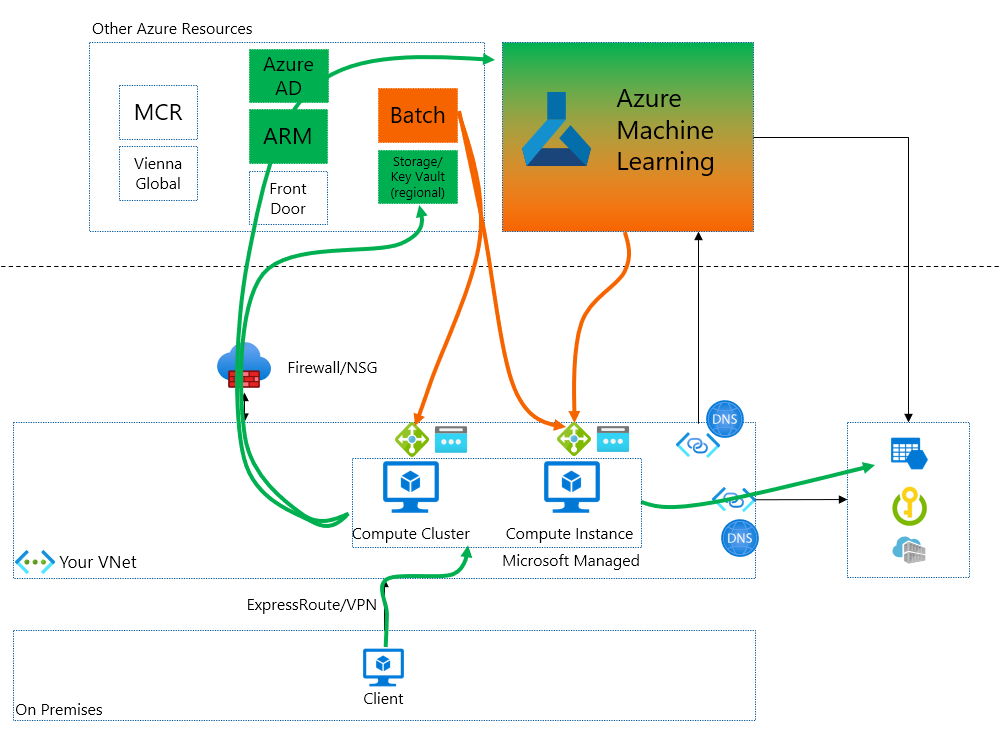 Other Azure Resources
Azure
AD
MCR
ARM
Batch
Vienna
Global
Front
Door
Storage/
Key Vault
(regional)
Azure
Machine
Learning
Firewall/NSG
DNS
Compute Cluster
Compute Instance
Microsoft Managed
DNS
Your VNet
ExpressRoute/VPN
Client
On Premises